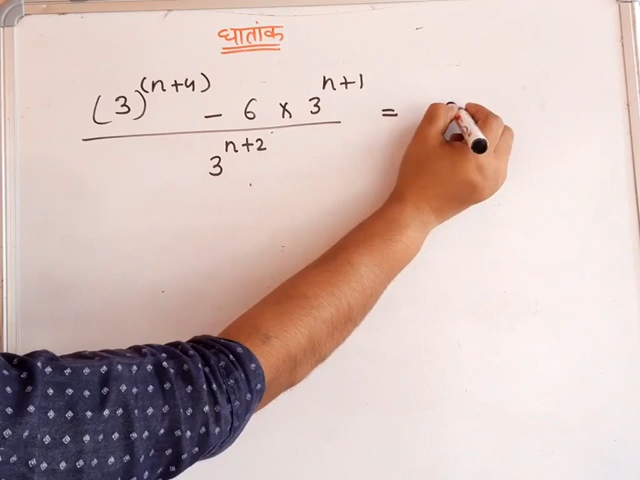 घातांक
(3)^(n+4) - 6 × 3^n+1 =
3^n+2